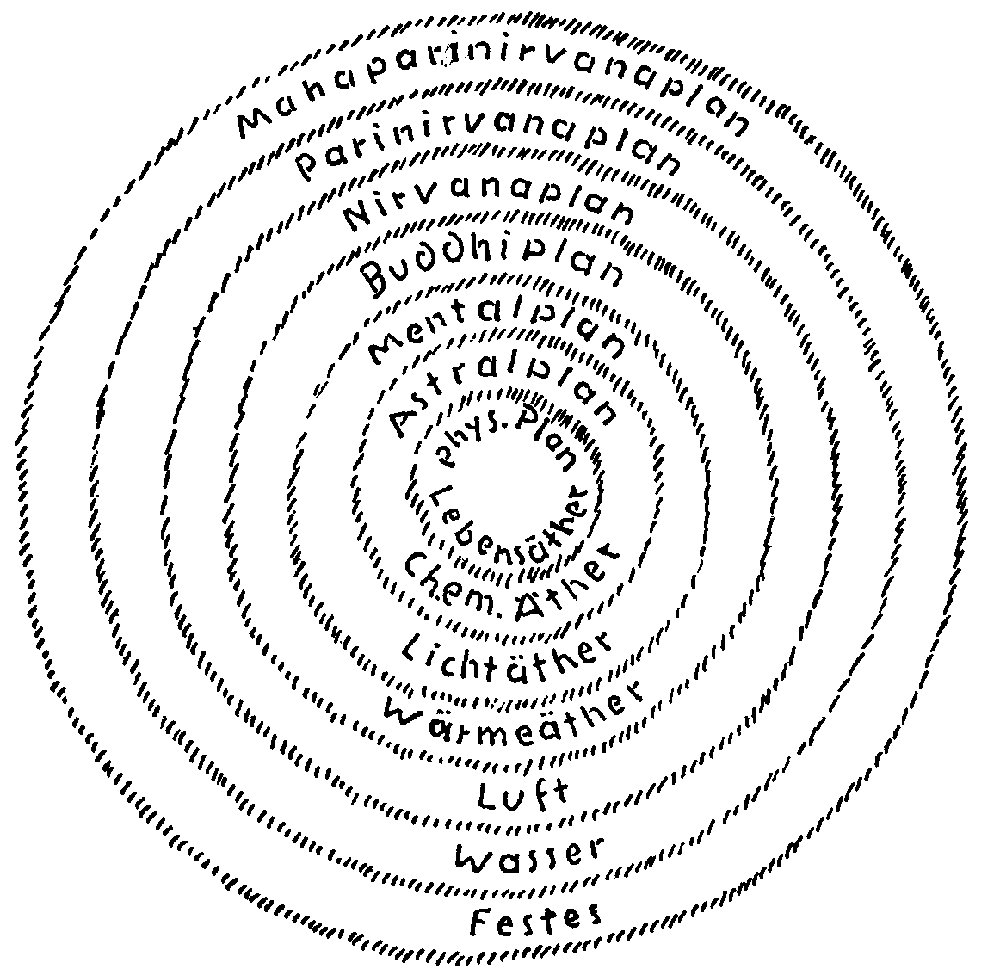 Mahaparinirvanaplan
Parinirvanaplan
Nirvanaplan
Buddhiplan
Mentalplan
Astralplan
phys. Plan
Lebensäther
Chem. Äther
Lichtäther
Wärmeäther
Luft
Wasser
Festes